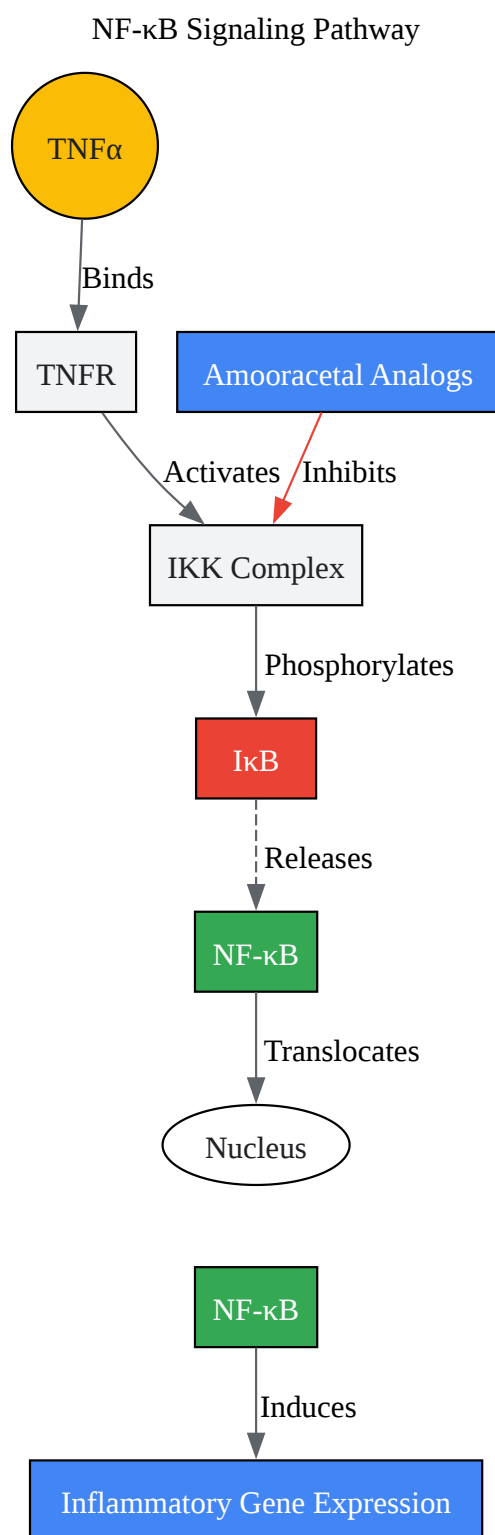 NF-κB Signaling Pathway
TNFα
Binds
TNFR
Amooracetal Analogs
Activates
Inhibits
IKK Complex
Phosphorylates
IκB
Releases
NF-κB
Translocates
Nucleus
NF-κB
Induces
Inflammatory Gene Expression